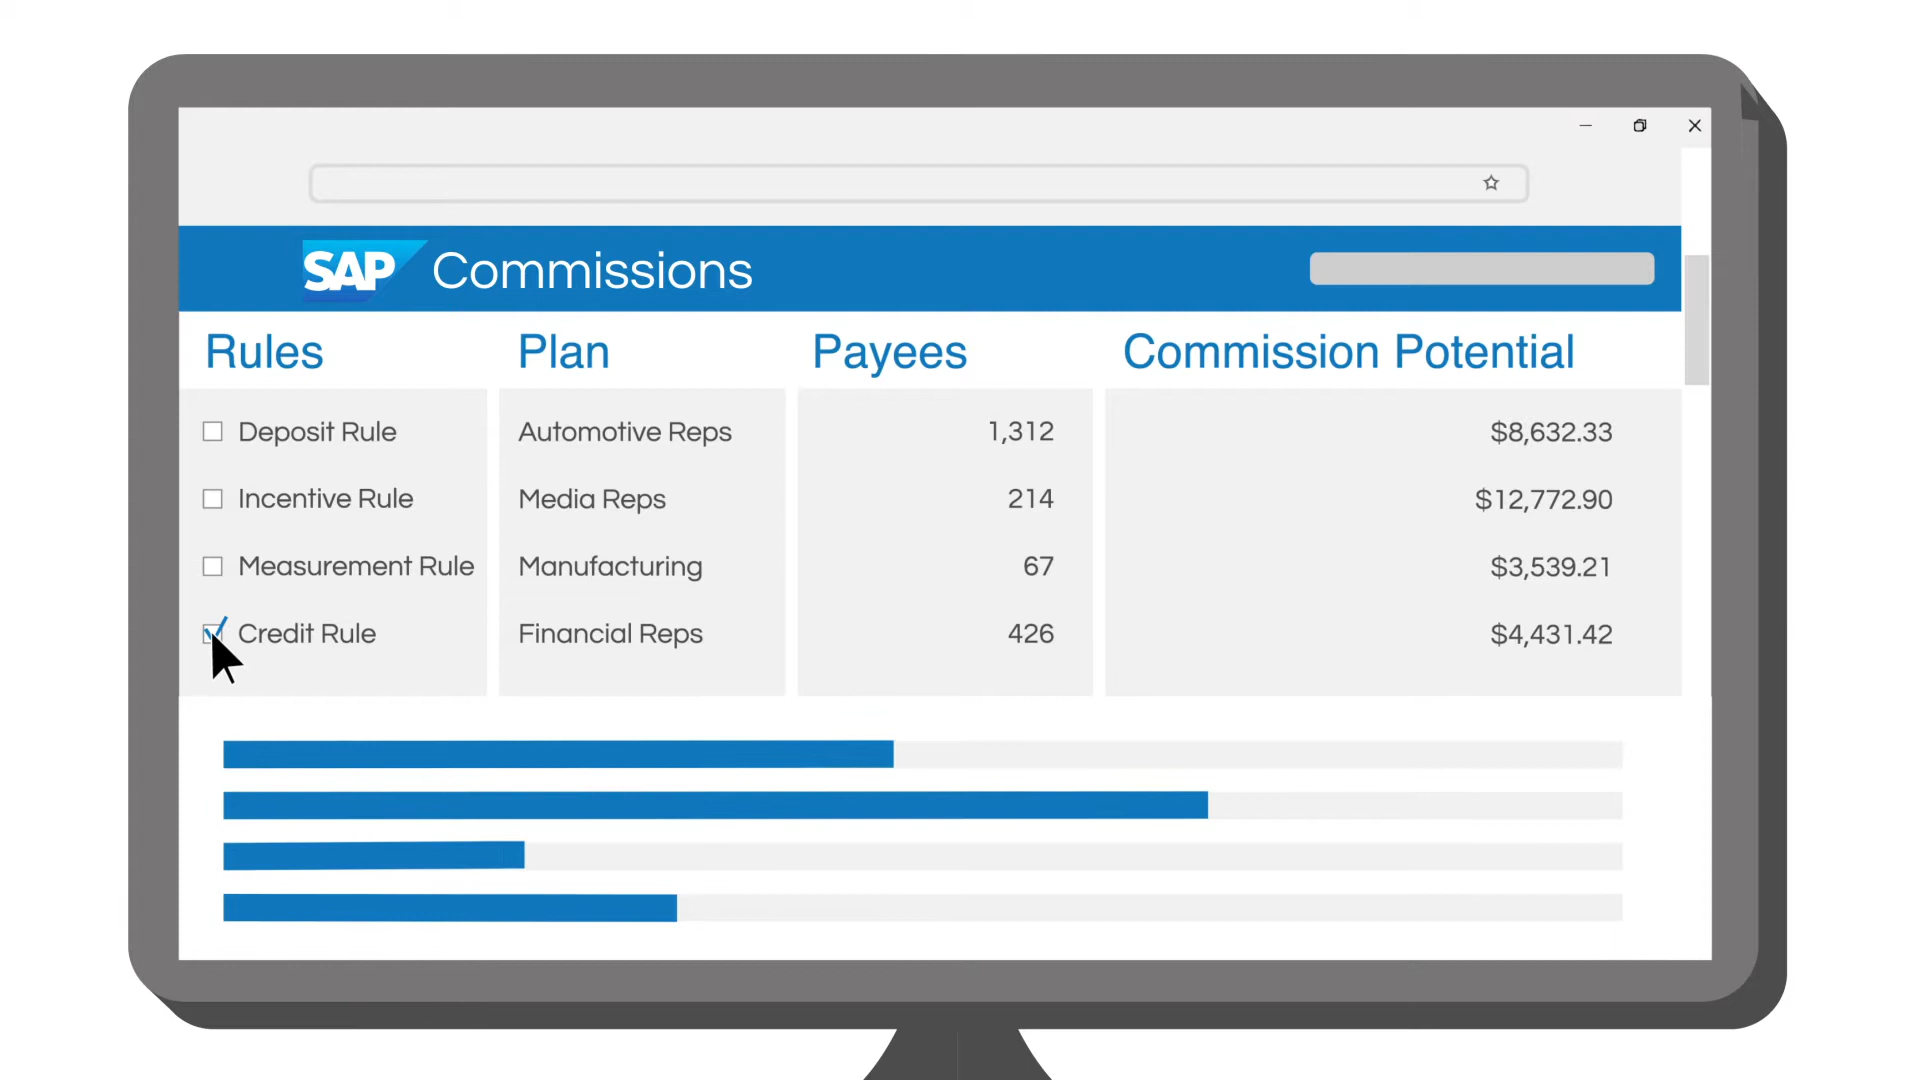 SAP Commissions
Rules Plan Payees Commission Potential
Deposit Rule Automotive Reps 1,312 $8,632.33
Incentive Rule Media Reps 214 $12,772.90
Measurement Rule Manufacturing 67 $3,539.21
Credit Rule Financial Reps 426 $4,431.42